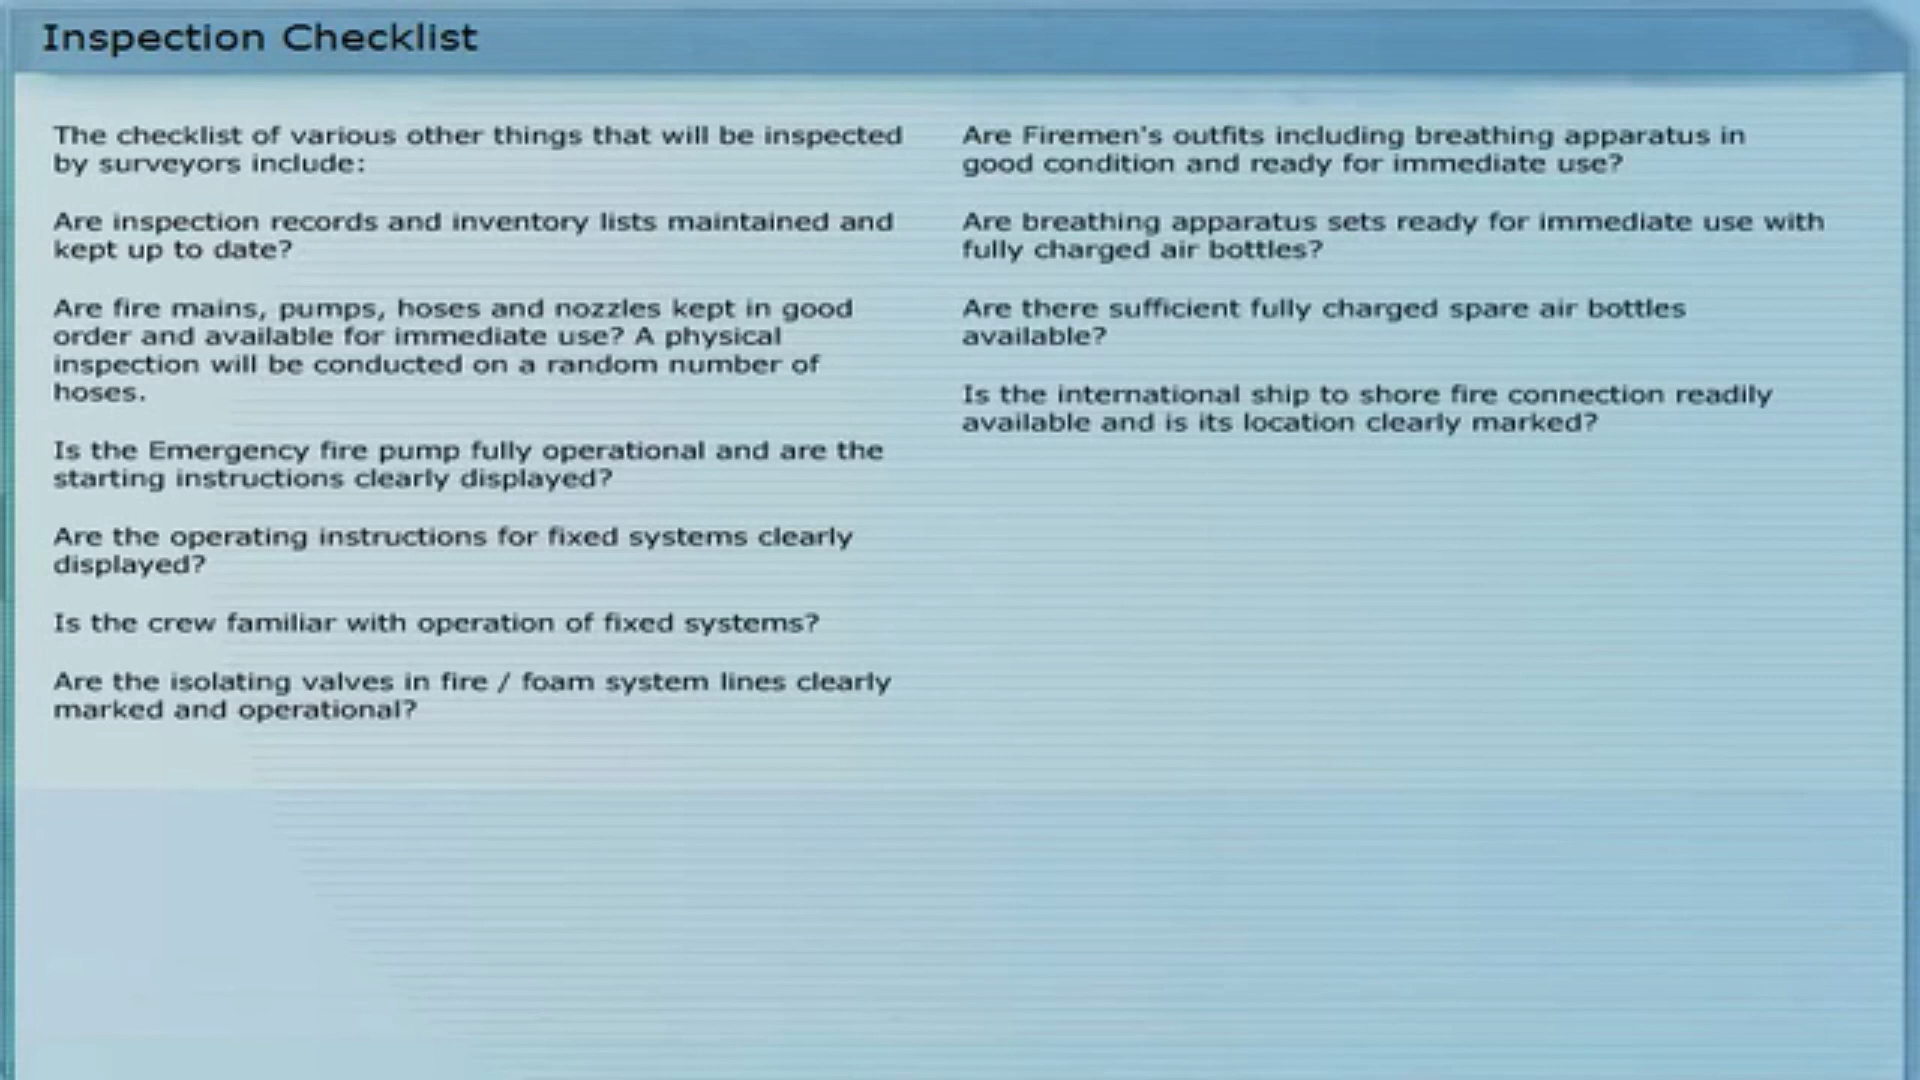 Inspection Checklist
The checklist of various other things that will be inspected
by surveyors include:
Are inspection records and inventory lists maintained and
kept up to date?
Are fire mains, pumps, hoses and nozzles kept in good
order and available for immediate use? A physical
inspection will be conducted on a random number of
hoses.
Is the Emergency fire pump fully operational and are the
starting instructions clearly displayed?
Are the operating instructions for fixed systems clearly
displayed?
Is the crew familiar with operation of fixed systems?
Are the isolating valves in fire / foam system lines clearly
marked and operational?
Are Firemen's outfits including breathing apparatus in
good condition and ready for immediate use?
Are breathing apparatus sets ready for immediate use with
fully charged air bottles?
Are there sufficient fully charged spare air bottles
available?
Is the international ship to shore fire connection readily
available and is its location clearly marked?